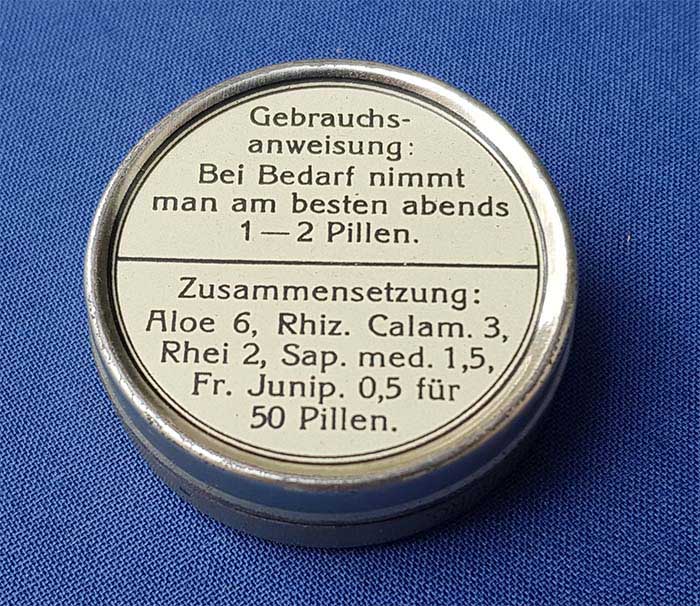 Gebrauchs-
anweisung:
Bei Bedarf nimmt
man am besten abends
1 — 2 Pillen.
Zusammensetzung:
Aloe 6, Rhiz. Calam. 3,
Rhei 2, Sap. med. 1,5,
Fr. Junip. 0,5 für
50 Pillen.